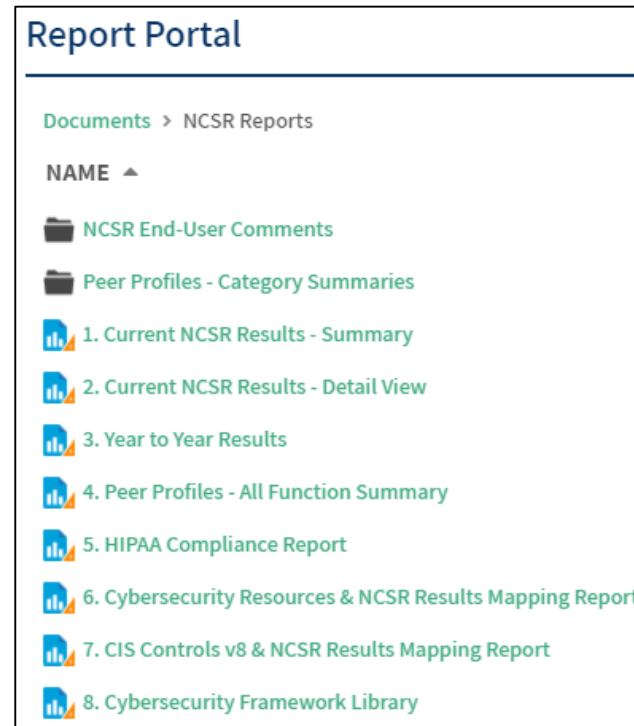 Report Portal
Documents > NCSR Reports
NAME
NCSR End-User Comments
Peer Profiles - Category Summaries
1. Current NCSR Results - Summary
2. Current NCSR Results - Detail View
3. Year to Year Results
4. Peer Profiles - All Function Summary
5. HIPAA Compliance Report
6. Cybersecurity Resources & NCSR Results Mapping Report
7. CIS Controls v8 & NCSR Results Mapping Report
8. Cybersecurity Framework Library